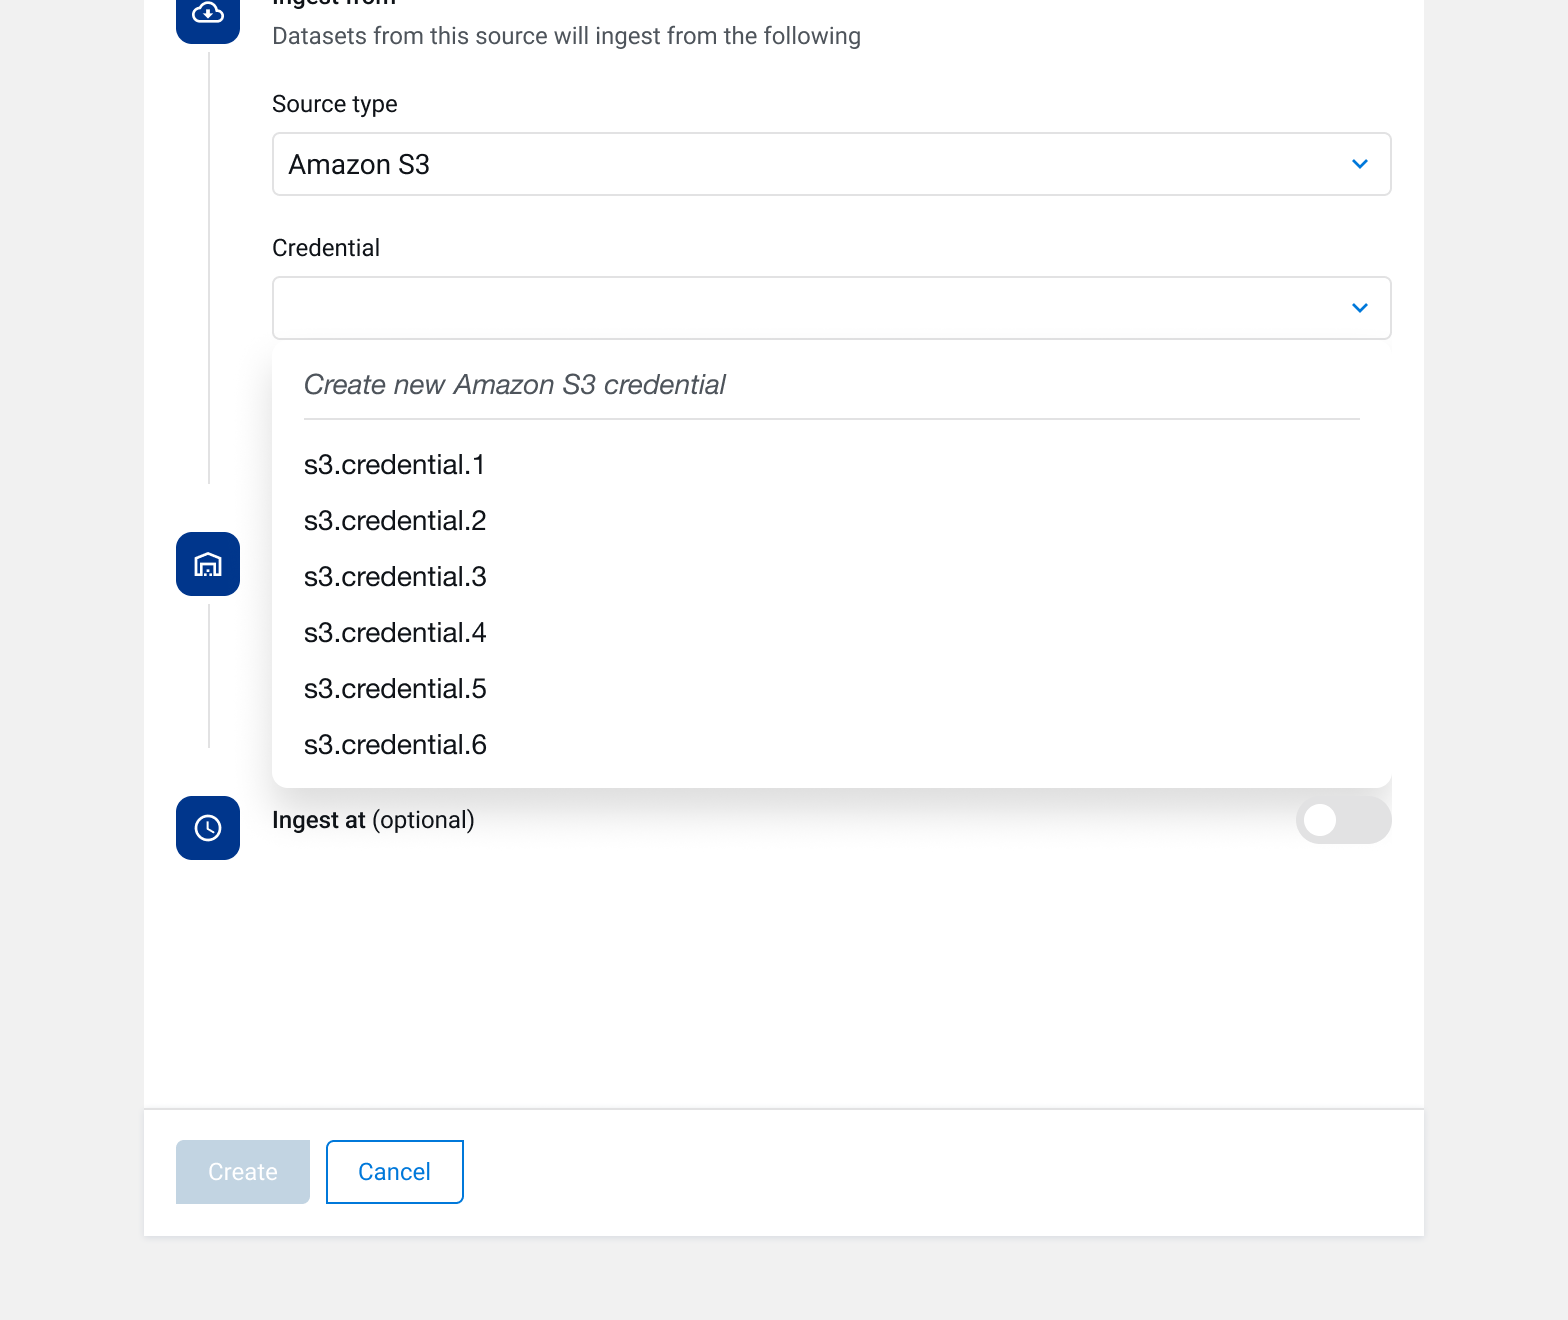 Ingest from
Datasets from this source will ingest from the following
Source type
Amazon S3
Credential
Create new Amazon S3 credential
s3.credential.1
s3.credential.2
s3.credential.3
s3.credential.4
s3.credential.5
s3.credential.6
Ingest at (optional)
Create
Cancel